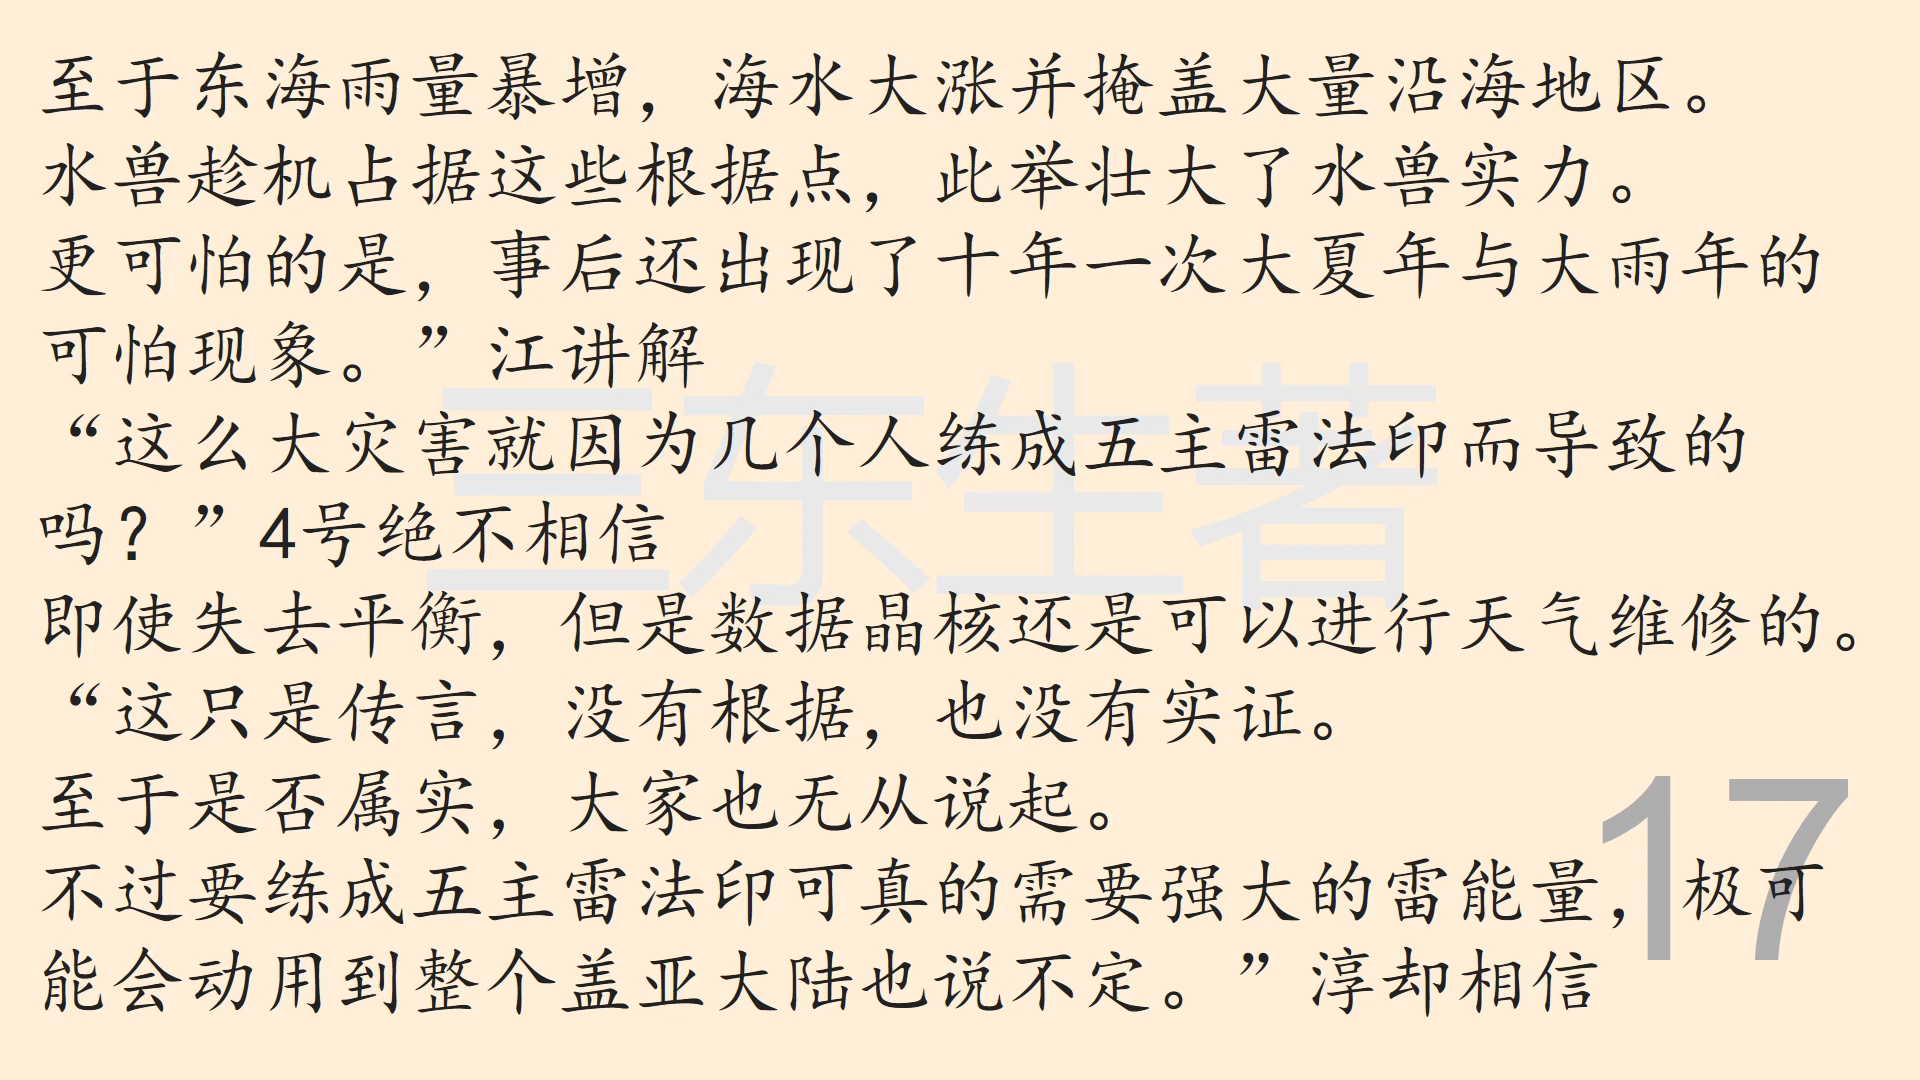 至于东海雨量暴增，海水大涨并掩盖大量沿海地区。
水兽趁机占据这些根据点，此举壮大了水兽实力。
更可怕的是，事后还出现了十年一次大夏年与大雨年的
可怕现象。”江讲解
“这么大灾害就因为几个人练成五主雷法印而导致的
吗？”4号绝不相信
即使失去平衡，但是数据晶核还是可以进行天气维修的。
“这只是传言，没有根据，也没有实证。
至于是否属实，大家也无从说起。
不过要练成五主雷法印可真的需要强大的雷能量，极可
能会动用到整个盖亚大陆也说不定。”淳却相信
三东生著
17